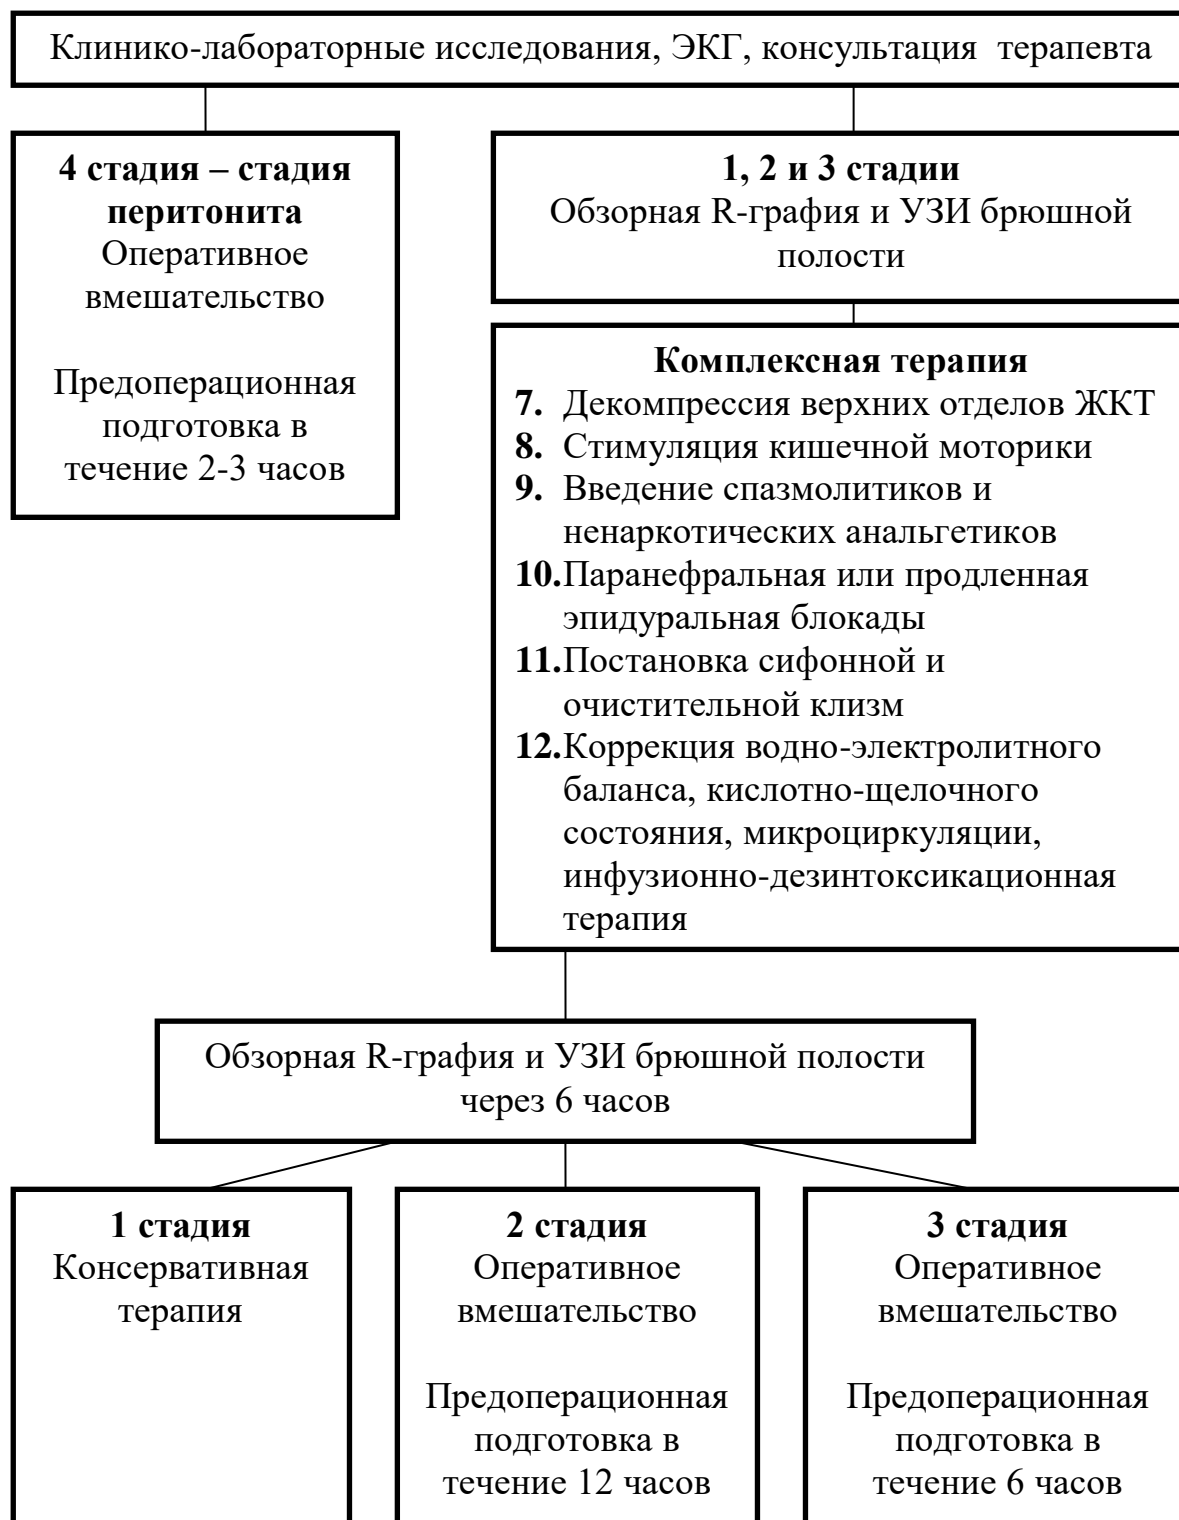 Клинико-лабораторные исследования, ЭКГ, консультация  терапевта
4 стадия – стадия
перитонита
Оперативное
вмешательство
Предоперационная
подготовка в
течение 2-3 часов
1, 2 и 3 стадии
Обзорная R-графия и УЗИ брюшной
полости
Комплексная терапия
7. Декомпрессия верхних отделов ЖКТ
8. Стимуляция кишечной моторики
9. Введение спазмолитиков и
ненаркотических анальгетиков
10.Паранефральная или продленная
эпидуральная блокады
11.Постановка сифонной и
очистительной клизм
12.Коррекция водно-электролитного
баланса, кислотно-щелочного
состояния, микроциркуляции,
инфузионно-дезинтоксикационная
терапия
Обзорная R-графия и УЗИ брюшной полости
через 6 часов
1 стадия
Консервативная
терапия
2 стадия
Оперативное
вмешательство
Предоперационная
подготовка в
течение 12 часов
3 стадия
Оперативное
вмешательство
Предоперационная
подготовка в
течение 6 часов